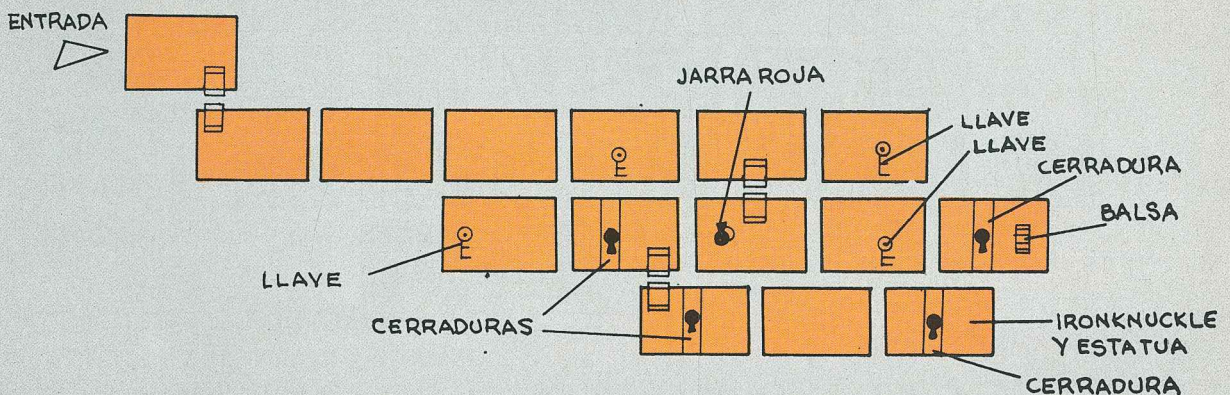 ENTRADA
JARRA ROJA
LLAVE
LLAVE
CERRADURA
BALSA
LLAVE
CERRADURAS
IRONKNUCKLE
Y ESTATUA
CERRADURA